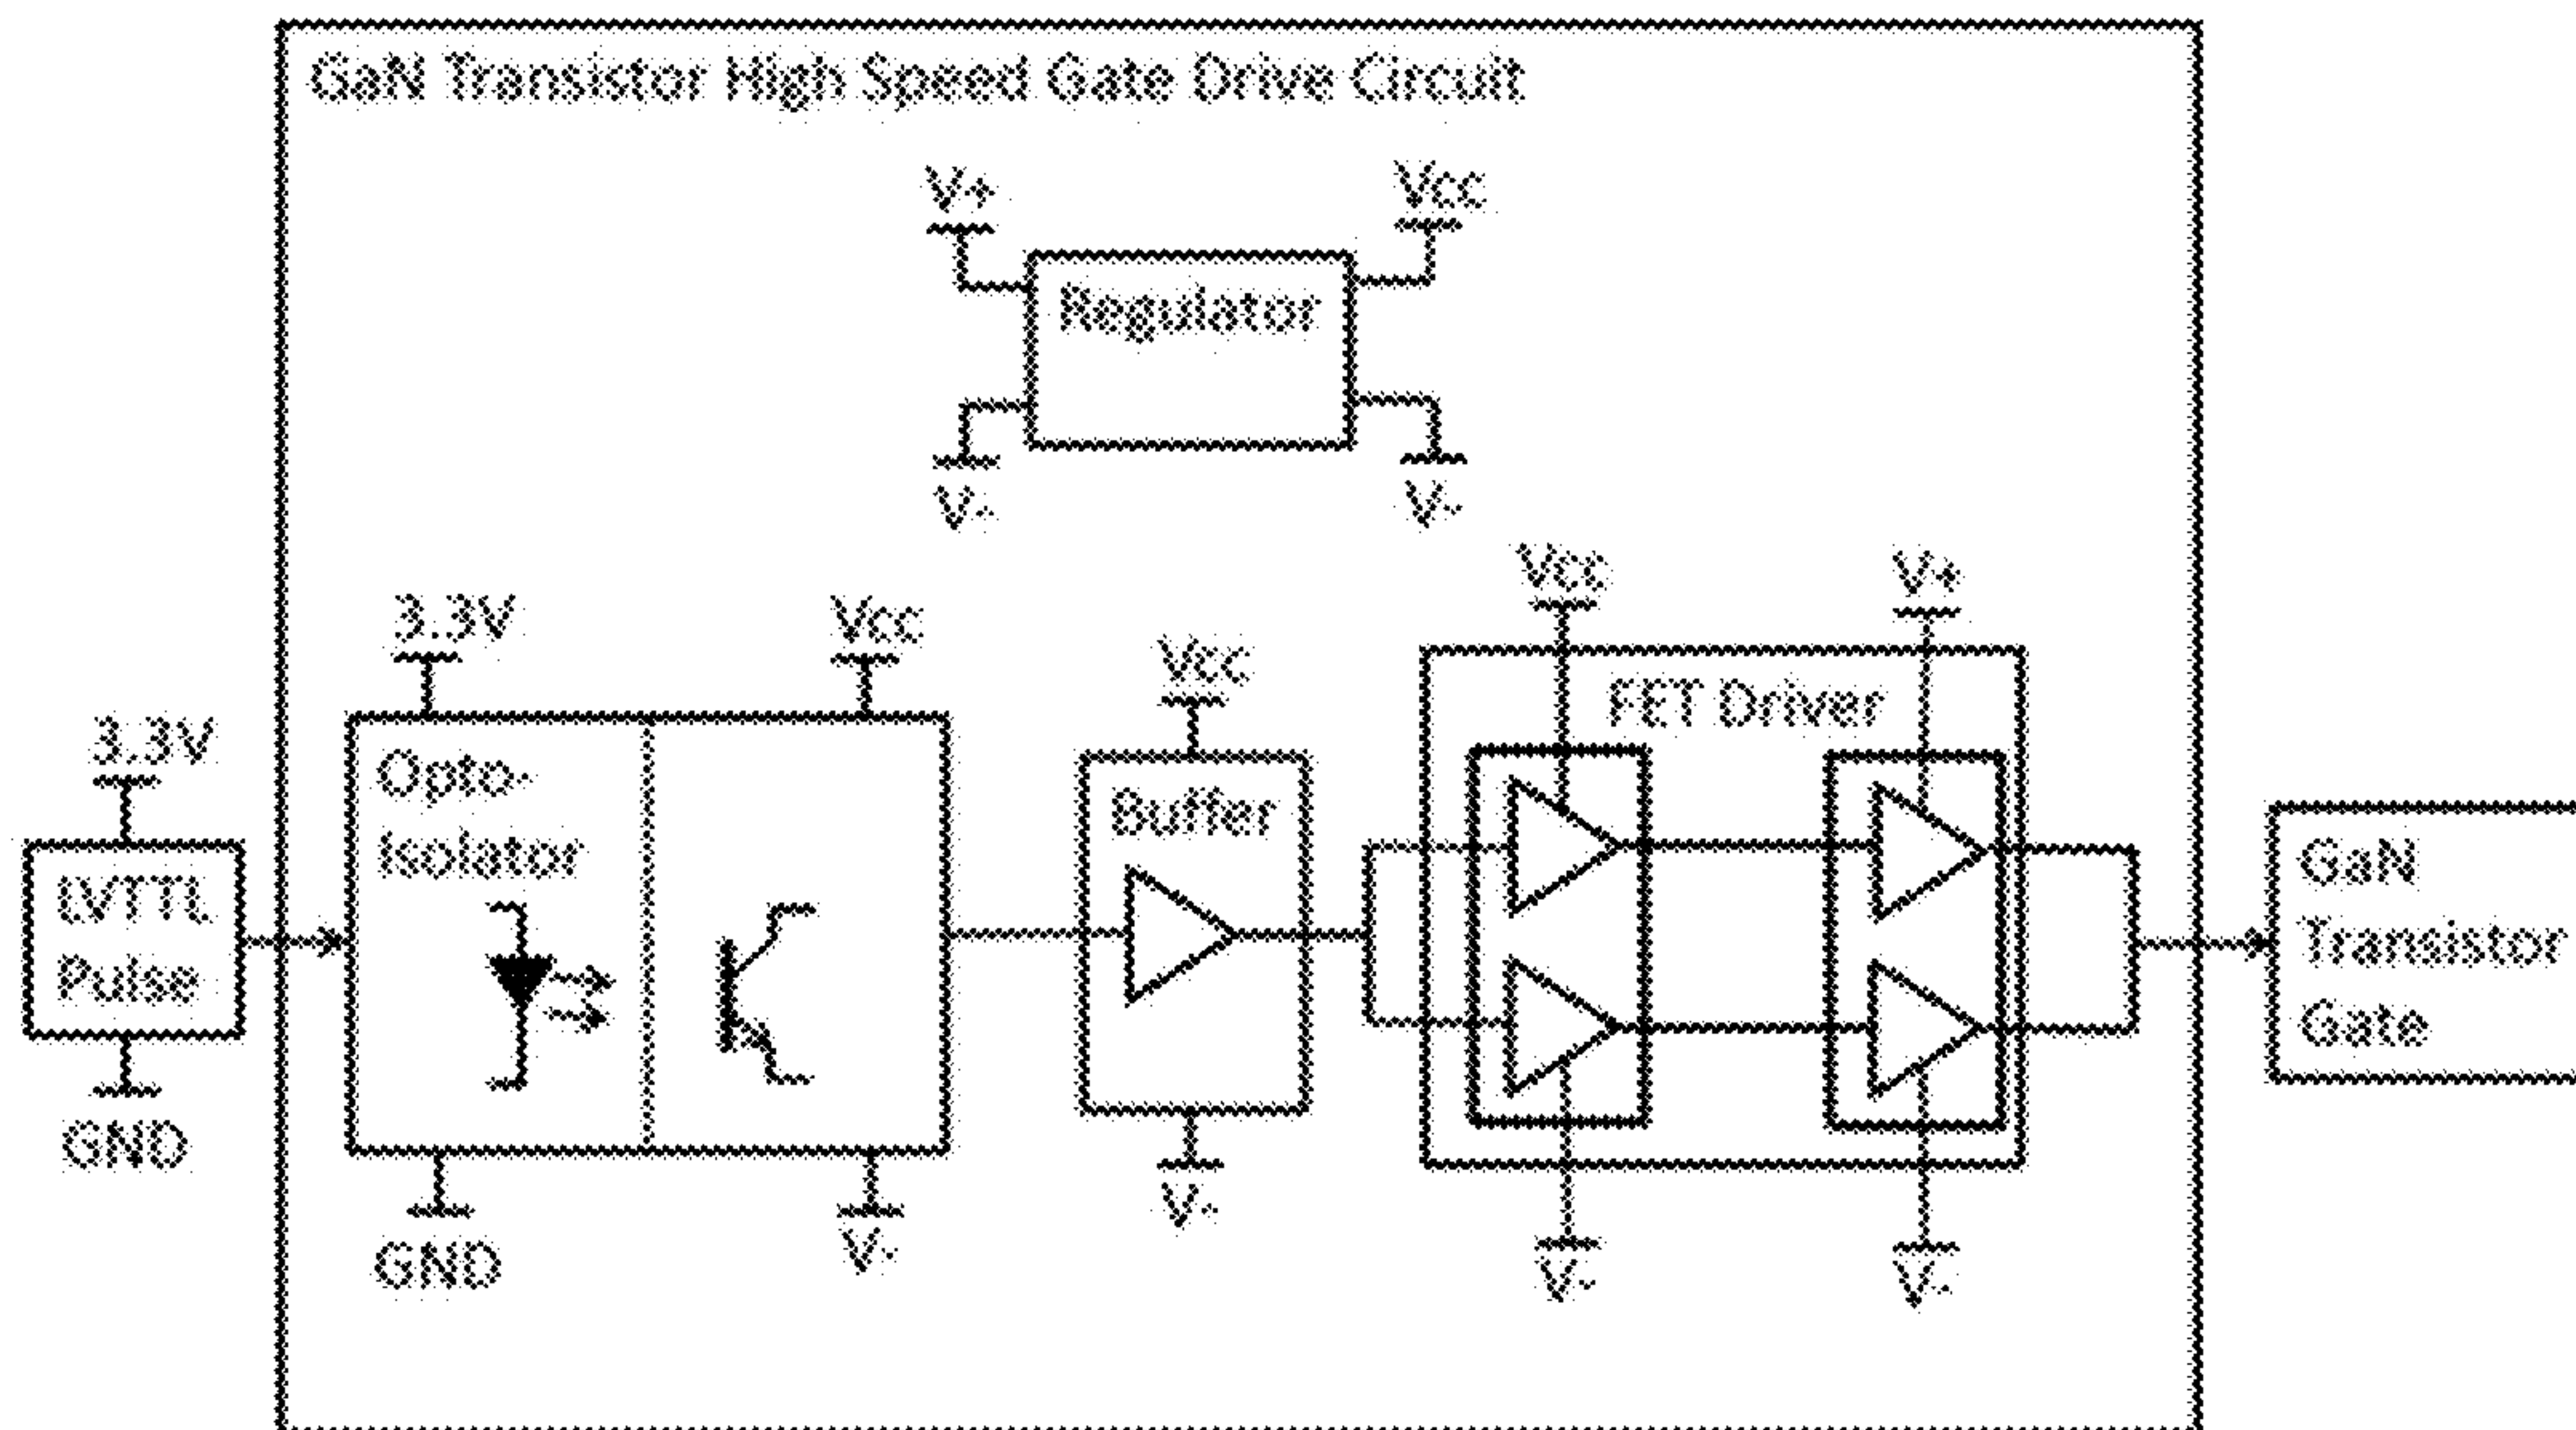 GaN Transistor High Speed Gate Drive Circuit
V+
Vcc
Regulator
V-
V-
3.3V
Vcc
Vcc
Vcc
V+
FET Driver
3.3V
Opto-
Isolator
Buffer
LVTTL
Pulse
GaN
Transistor
Gate
GND
GND
V-
V-
V-
V-